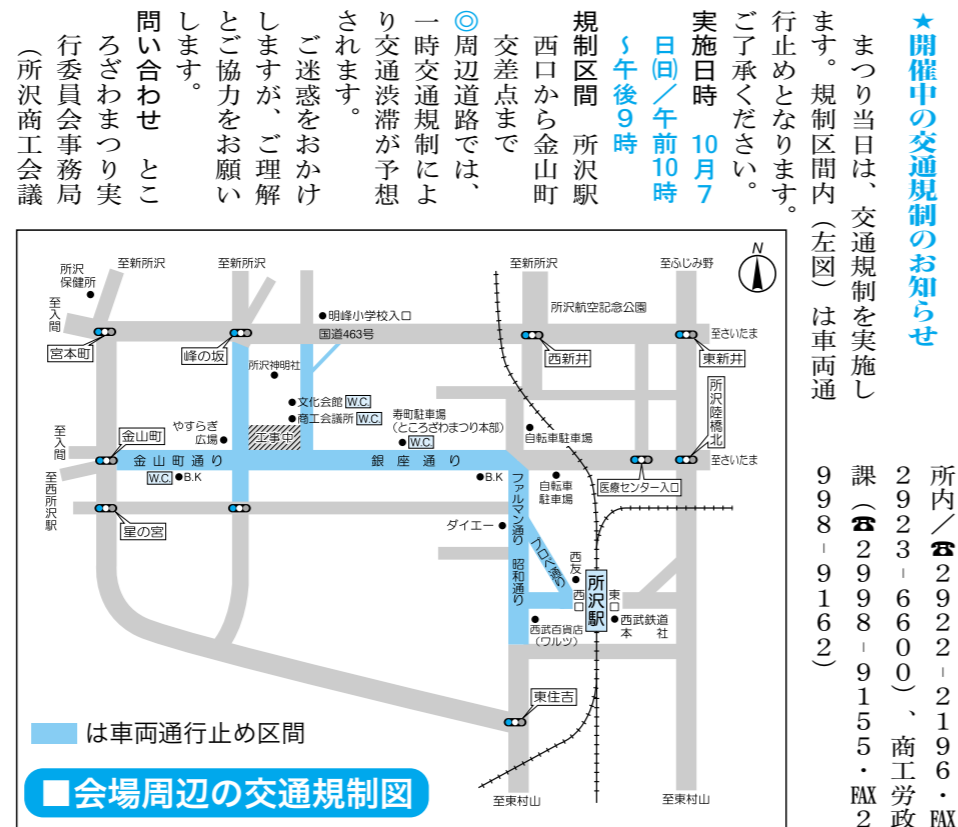 ★開催中の交通規制のお知らせ
　まつり当日は、交通規制を実施し
ます。規制区間内（左図）は車両通
行止めとなります。
ご了承ください。
実施日時　10月7
日㈰／午前10時
～午後9時
規制区間　所沢駅
西口から金山町
交差点まで
◎周辺道路では、
一時交通規制によ
り交通渋滞が予想
されます。
　ご迷惑をおかけ
しますが、ご理解
とご協力をお願い
します。
問い合わせ　とこ
ろざわまつり実
行委員会事務局
（所沢商工会議
所内／☎2922-2196・FAX
2923-6600）、商工労政
課（☎2998-9155・FAX2
998-9162）
N
所沢
保健所
至新所沢
至新所沢
至新所沢
至ふじみ野
所沢航空記念公園
至入間
明峰小学校入口
国道463号
至さいたま
宮本町
峰の坂
西新井
東新井
所沢神明社
文化会館 W.C.
商工会議所 W.C.
寿町駐車場
（ところざわまつり本部）
W.C.
所沢陸橋北
やすらぎ
広場
工事中
自転車駐車場
至入間
金山町
金山町通り
銀座通り
至さいたま
W.C.
B.K
B.K
自転車
駐車場
医療センター入口
至西所沢駅
星の宮
ファルマン通り
昭和通り
ダイエー
プロペ通り
西友
西口
所沢駅
東口
西武鉄道
本社
西武百貨店
（ワルツ）
東住吉
は車両通行止め区間
■会場周辺の交通規制図
至東村山
至東村山